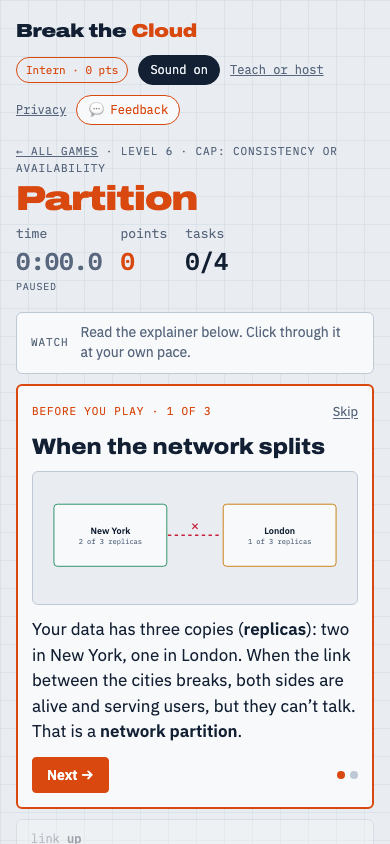 Break the Cloud
Intern · 0 pts
Sound on
Teach or host
Privacy
💬 Feedback
← ALL GAMES · LEVEL 6 · CAP: CONSISTENCY OR
AVAILABILITY
Partition
time points tasks
0:00.0 0 0/4
PAUSED
WATCH
Read the explainer below. Click through it
at your own pace.
BEFORE YOU PLAY · 1 OF 3
Skip
When the network splits
New York
2 of 3 replicas
×
London
1 of 3 replicas
Your data has three copies (replicas): two
in New York, one in London. When the link
between the cities breaks, both sides are
alive and serving users, but they can’t talk.
That is a network partition.
Next →
link up